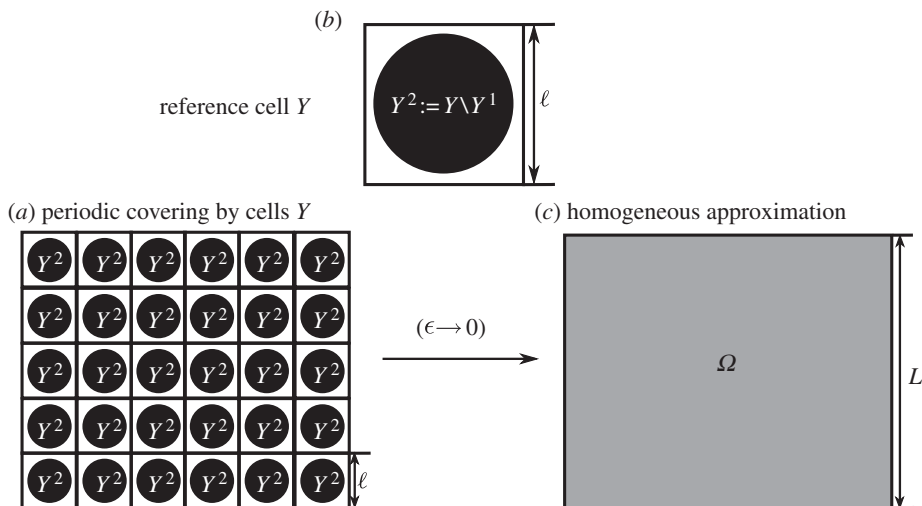 (b)
reference cell Y
Y² := Y\Y¹
ℓ
(a) periodic covering by cells Y
(c) homogeneous approximation
Y² Y² Y² Y² Y² Y²
Y² Y² Y² Y² Y² Y²
(ϵ → 0)
Y² Y² Y² Y² Y² Y²
Ω
L
Y² Y² Y² Y² Y² Y²
Y² Y² Y² Y² Y² Y²
ℓ